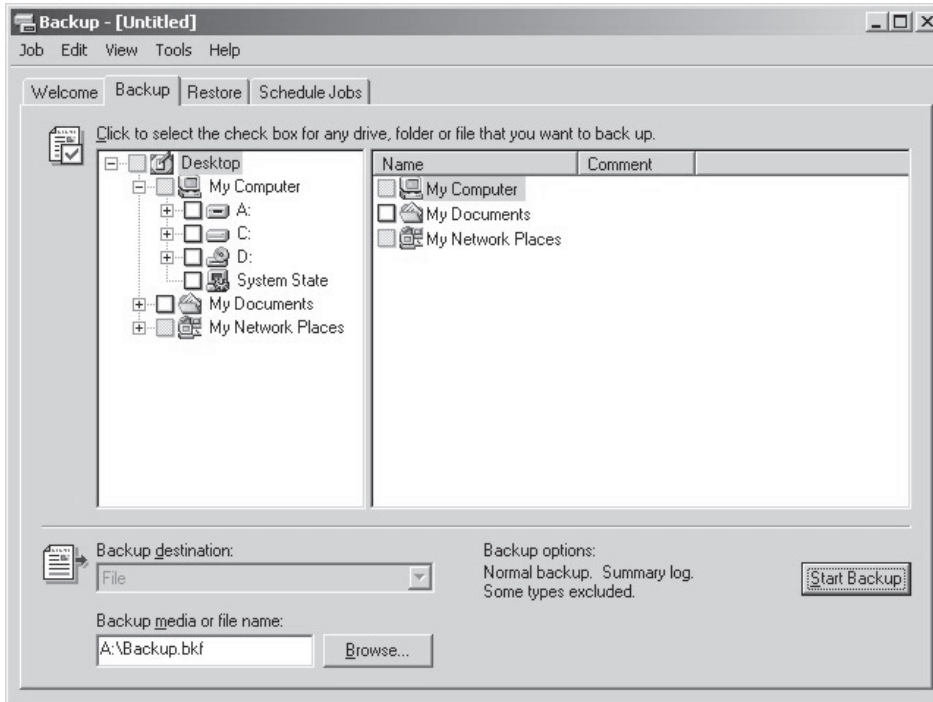 Backup - [Untitled]
Job Edit View Tools Help
Welcome Backup Restore Schedule Jobs
Click to select the check box for any drive, folder or file that you want to back up.
Desktop
My Computer
A:
C:
D:
System State
My Documents
My Network Places
Name Comment
My Computer
My Documents
My Network Places
Backup destination:
File
Backup media or file name:
A:\Backup.bkf
Browse...
Backup options:
Normal backup. Summary log.
Some types excluded.
Start Backup